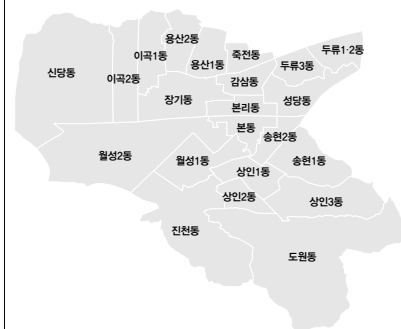 용산2동
이곡1동
두류1·2동
죽전동
용산1동
두류3동
신당동
이곡2동
감삼동
장기동
성당동
본리동
본동
송현2동
월성2동
월성1동
송현1동
상인1동
상인2동
상인3동
진천동
도원동